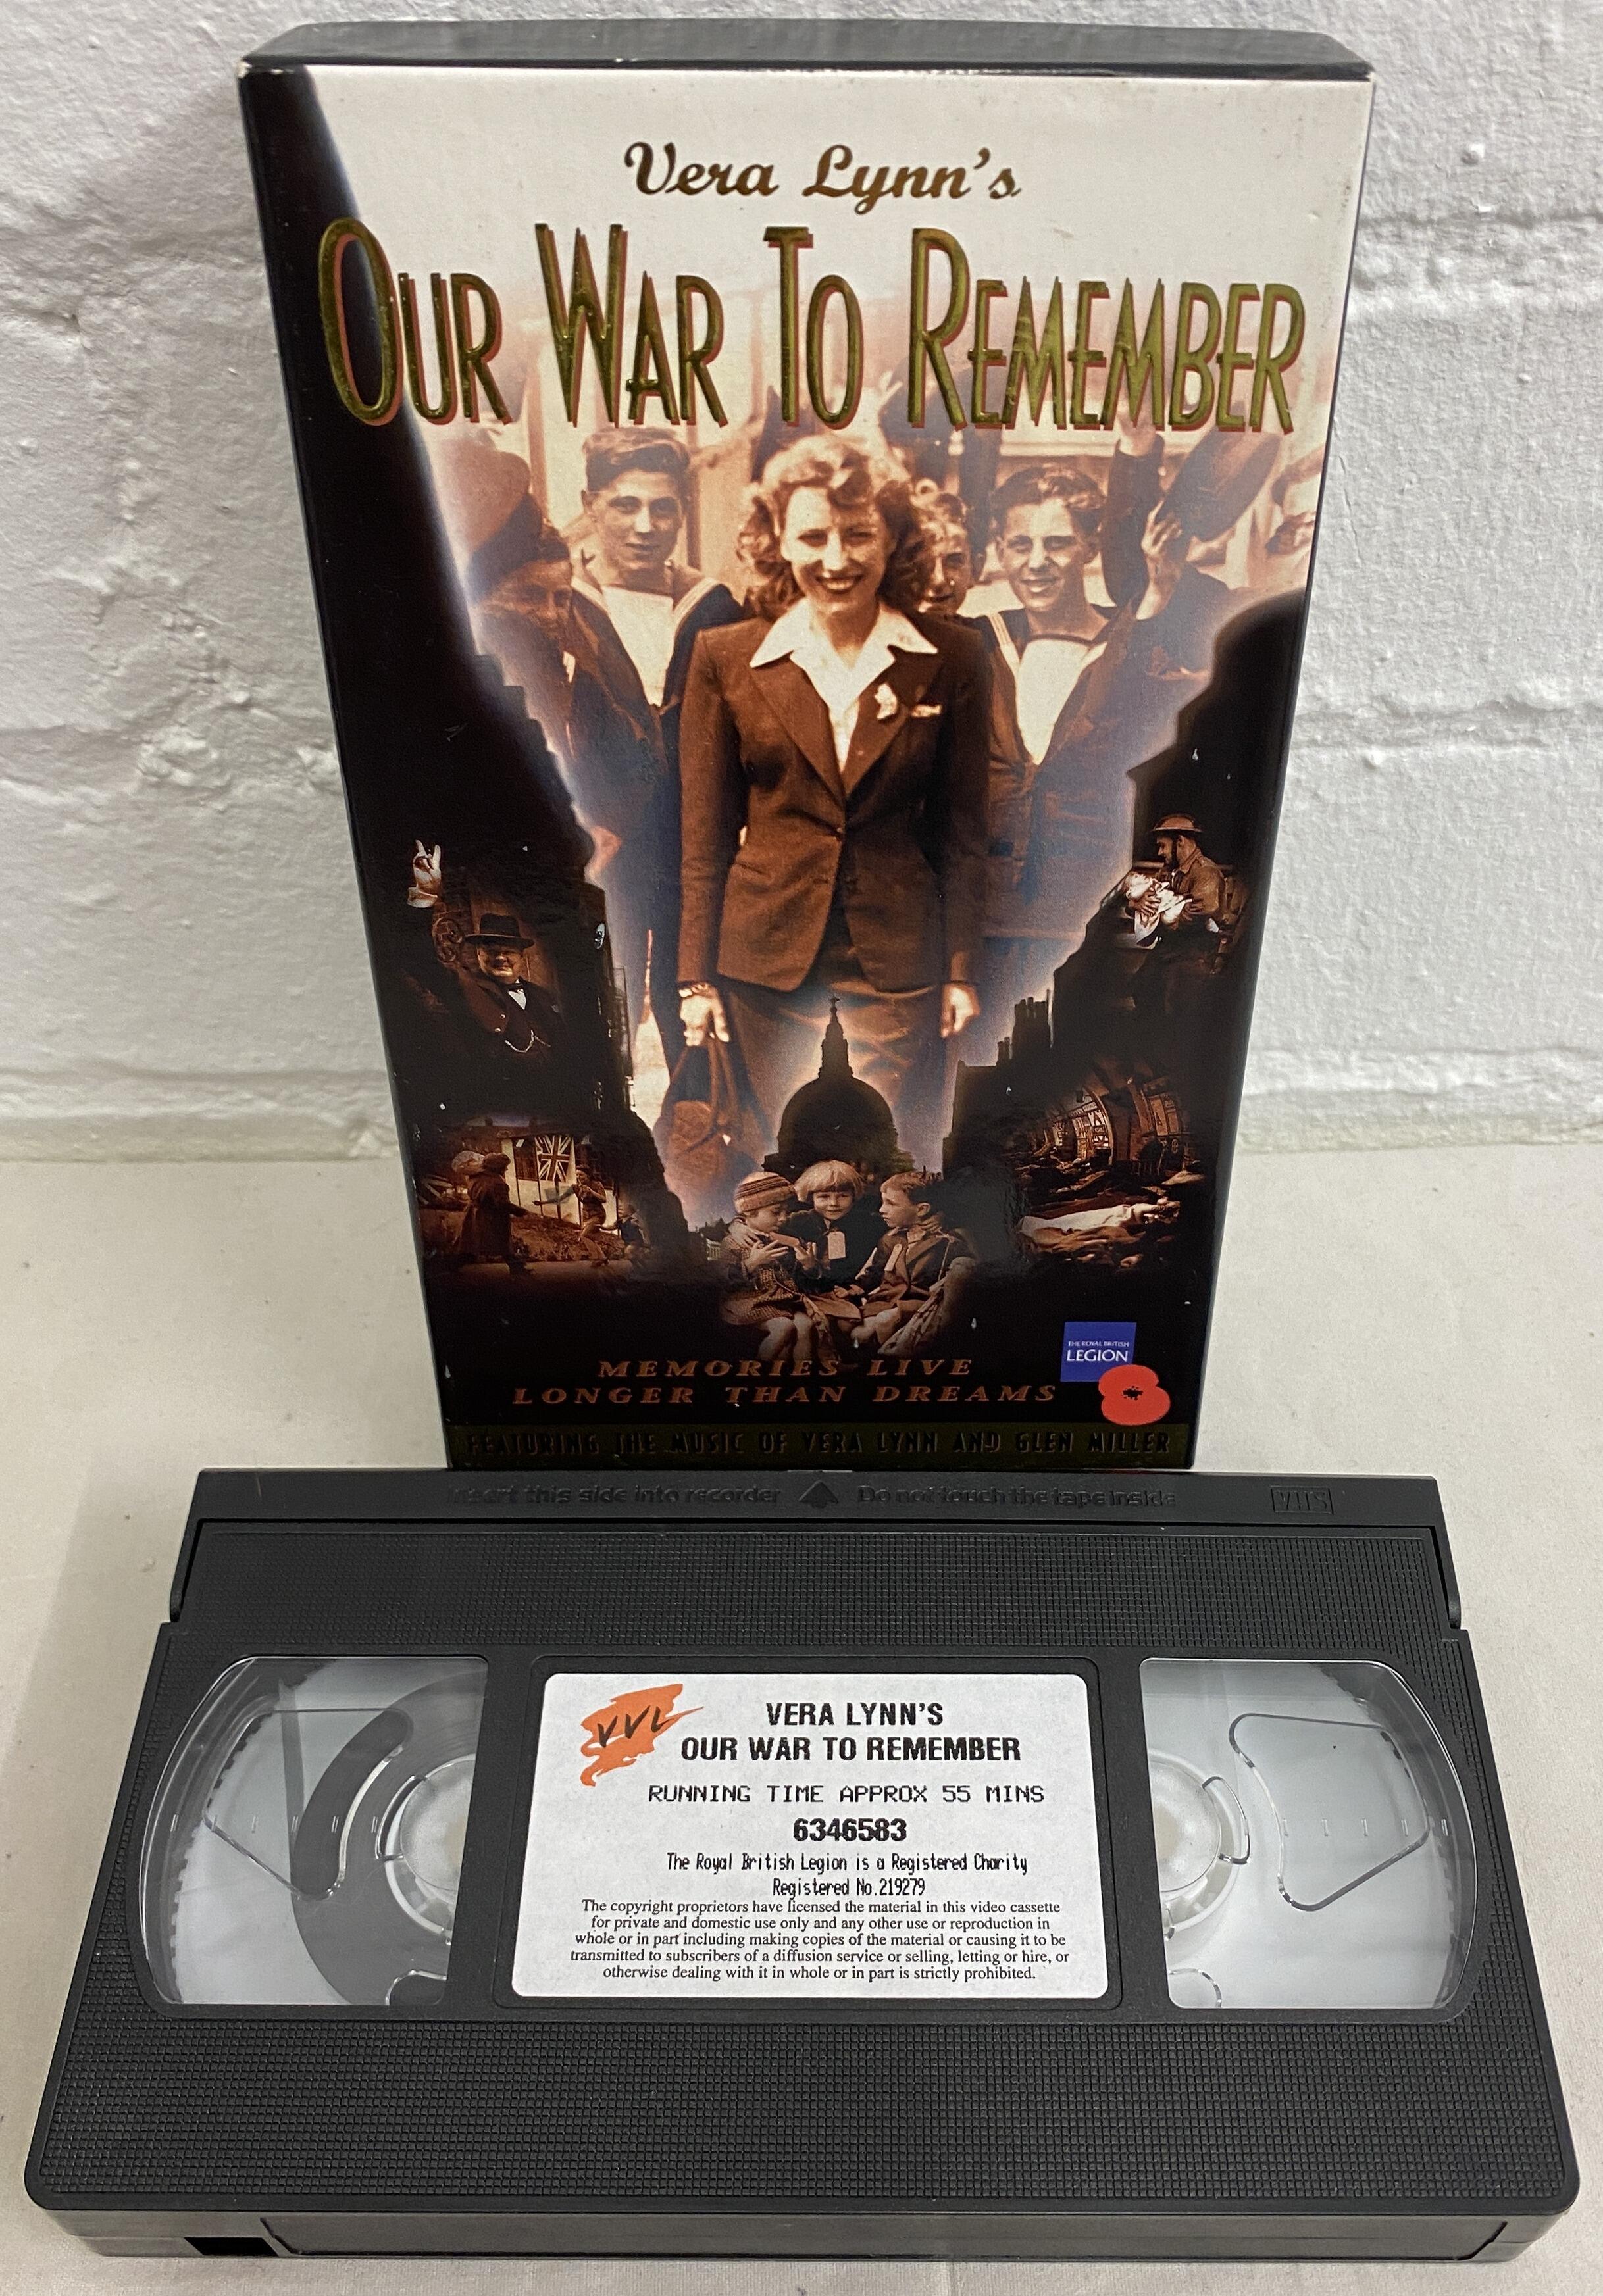 Vera Lynn's
OUR WAR TO REMEMBER
THE ROYAL BRITISH
LEGION
MEMORIES LIVE
LONGER THAN DREAMS
FEATURING THE MUSIC OF VERA LYNN AND GLEN MILLER
Insert this side into recorder Do not touch the tape inside VHS
VVL
VERA LYNN'S
OUR WAR TO REMEMBER
RUNNING TIME APPROX 55 MINS
6346583
The Royal British Legion is a Registered Charity
Registered No.219279
The copyright proprietors have licensed the material in this video cassette
for private and domestic use only and any other use or reproduction in
whole or in part including making copies of the material or causing it to be
transmitted to subscribers of a diffusion service or selling, letting or hire, or
otherwise dealing with it in whole or in part is strictly prohibited.